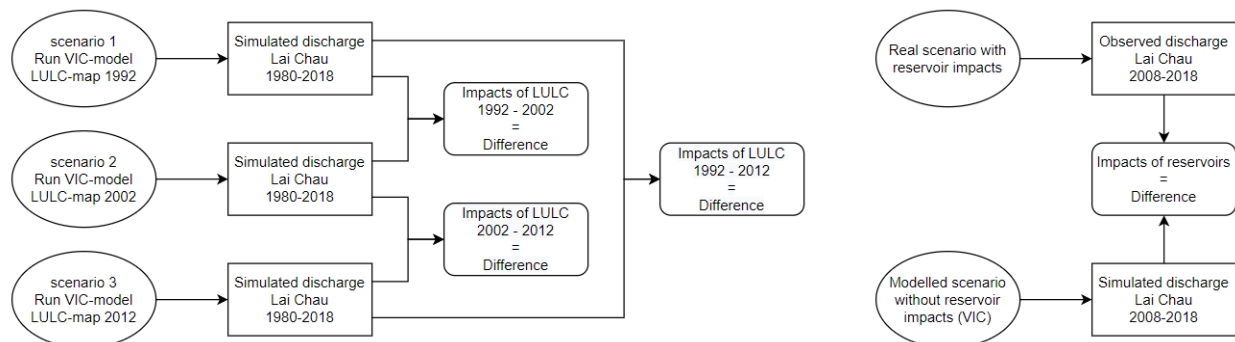 scenario 1
Run VIC-model
LULC-map 1992
Simulated discharge
Lai Chau
1980-2018
Impacts of LULC
1992 - 2002
=
Difference
scenario 2
Run VIC-model
LULC-map 2002
Simulated discharge
Lai Chau
1980-2018
Impacts of LULC
1992 - 2012
=
Difference
Impacts of LULC
2002 - 2012
=
Difference
scenario 3
Run VIC-model
LULC-map 2012
Simulated discharge
Lai Chau
1980-2018
Real scenario with
reservoir impacts
Observed discharge
Lai Chau
2008-2018
Impacts of reservoirs
=
Difference
Modelled scenario
without reservoir
impacts (VIC)
Simulated discharge
Lai Chau
2008-2018